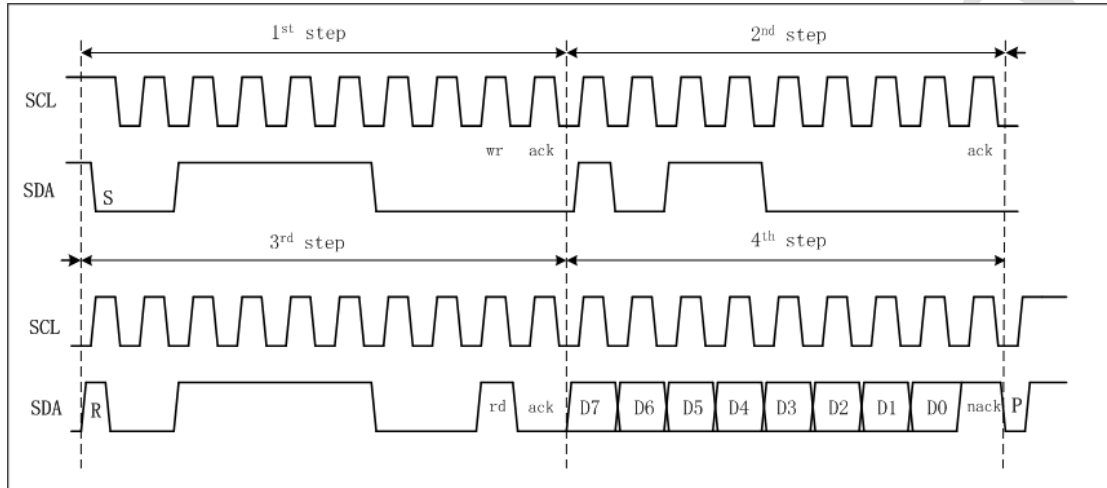 1st step 2nd step
SCL
wr ack ack
SDA S
3rd step 4th step
SCL
SDA R rd ack D7 D6 D5 D4 D3 D2 D1 D0 nack P